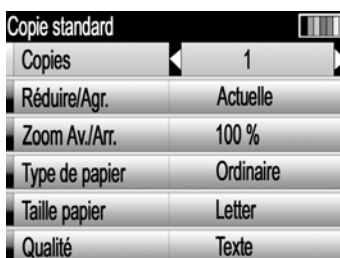 Copie standard
Copies 1
Réduire/Agr. Actuelle
Zoom Av./Arr. 100 %
Type de papier Ordinaire
Taille papier Letter
Qualité Texte